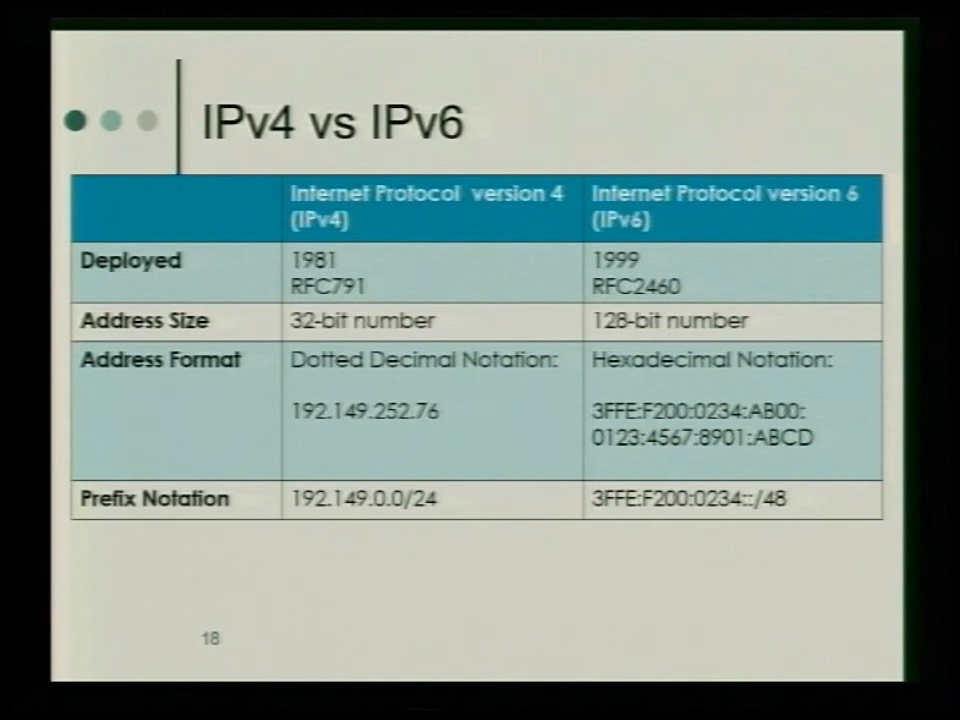 IPv4 vs IPv6
Internet Protocol version 4
(IPv4)
Internet Protocol version 6
(IPv6)
Deployed
1981
RFC791
1999
RFC2460
Address Size
32-bit number
128-bit number
Address Format
Dotted Decimal Notation:
192.149.252.76
Hexadecimal Notation:
3FFE:F200:0234:AB00:
0123:4567:8901:ABCD
Prefix Notation
192.149.0.0/24
3FFE:F200:0234::/48
18